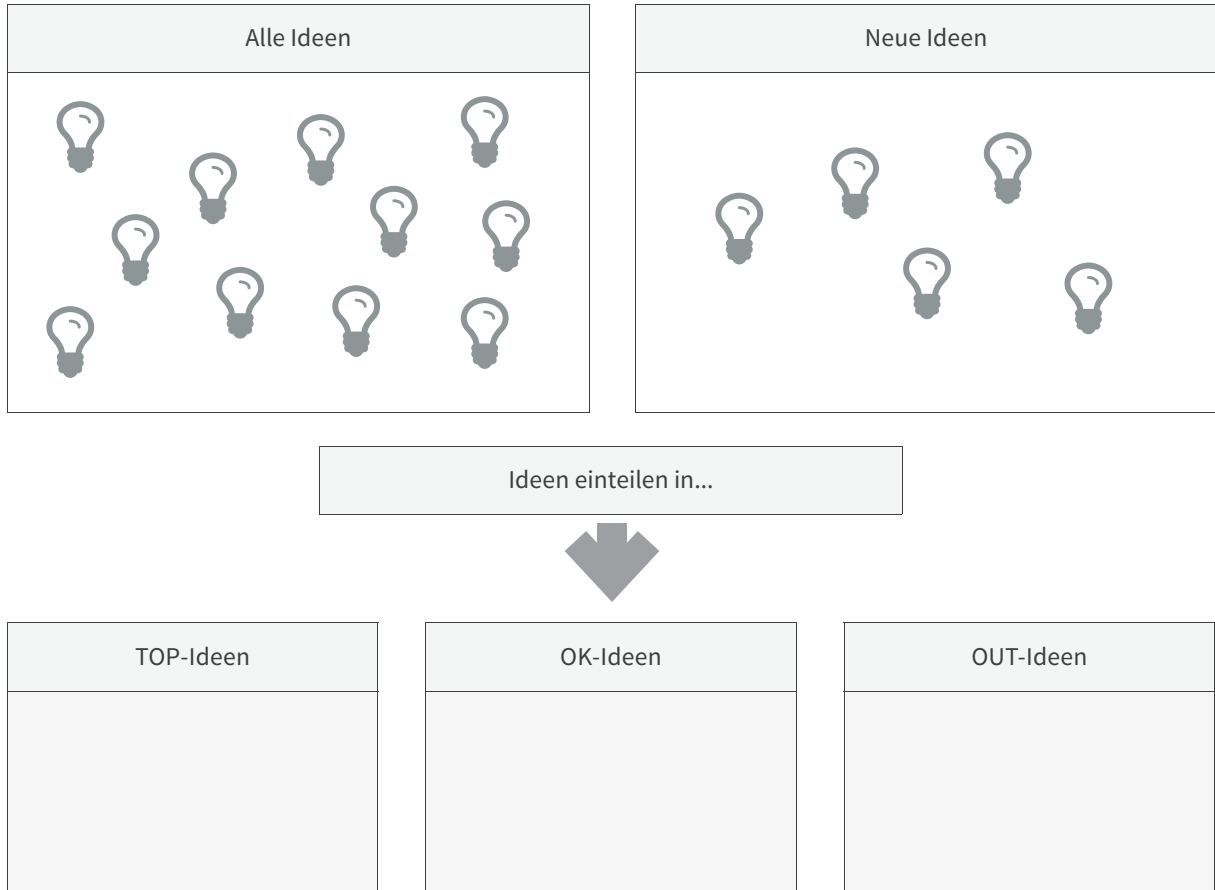 Alle Ideen
Neue Ideen
Ideen einteilen in...
TOP-Ideen
OK-Ideen
OUT-Ideen